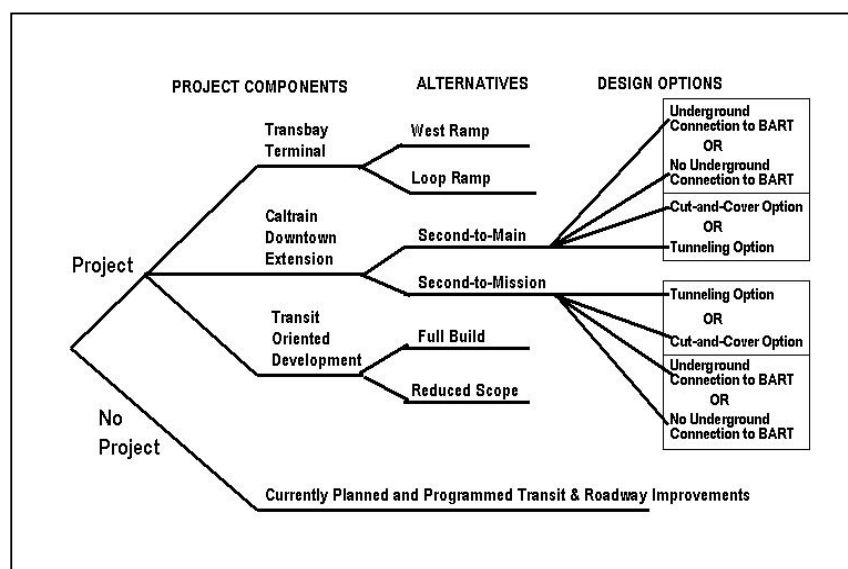 PROJECT COMPONENTS
ALTERNATIVES
DESIGN OPTIONS
Project
No
Project
Transbay
Terminal
West Ramp
Loop Ramp
Caltrain
Downtown
Extension
Second-to-Main
Second-to-Mission
Transit
Oriented
Development
Full Build
Reduced Scope
Underground
Connection to BART
OR
No Underground
Connection to BART
Cut-and-Cover Option
OR
Tunneling Option
Tunneling Option
OR
Cut-and-Cover Option
Underground
Connection to BART
OR
No Underground
Connection to BART
Currently Planned and Programmed Transit & Roadway Improvements